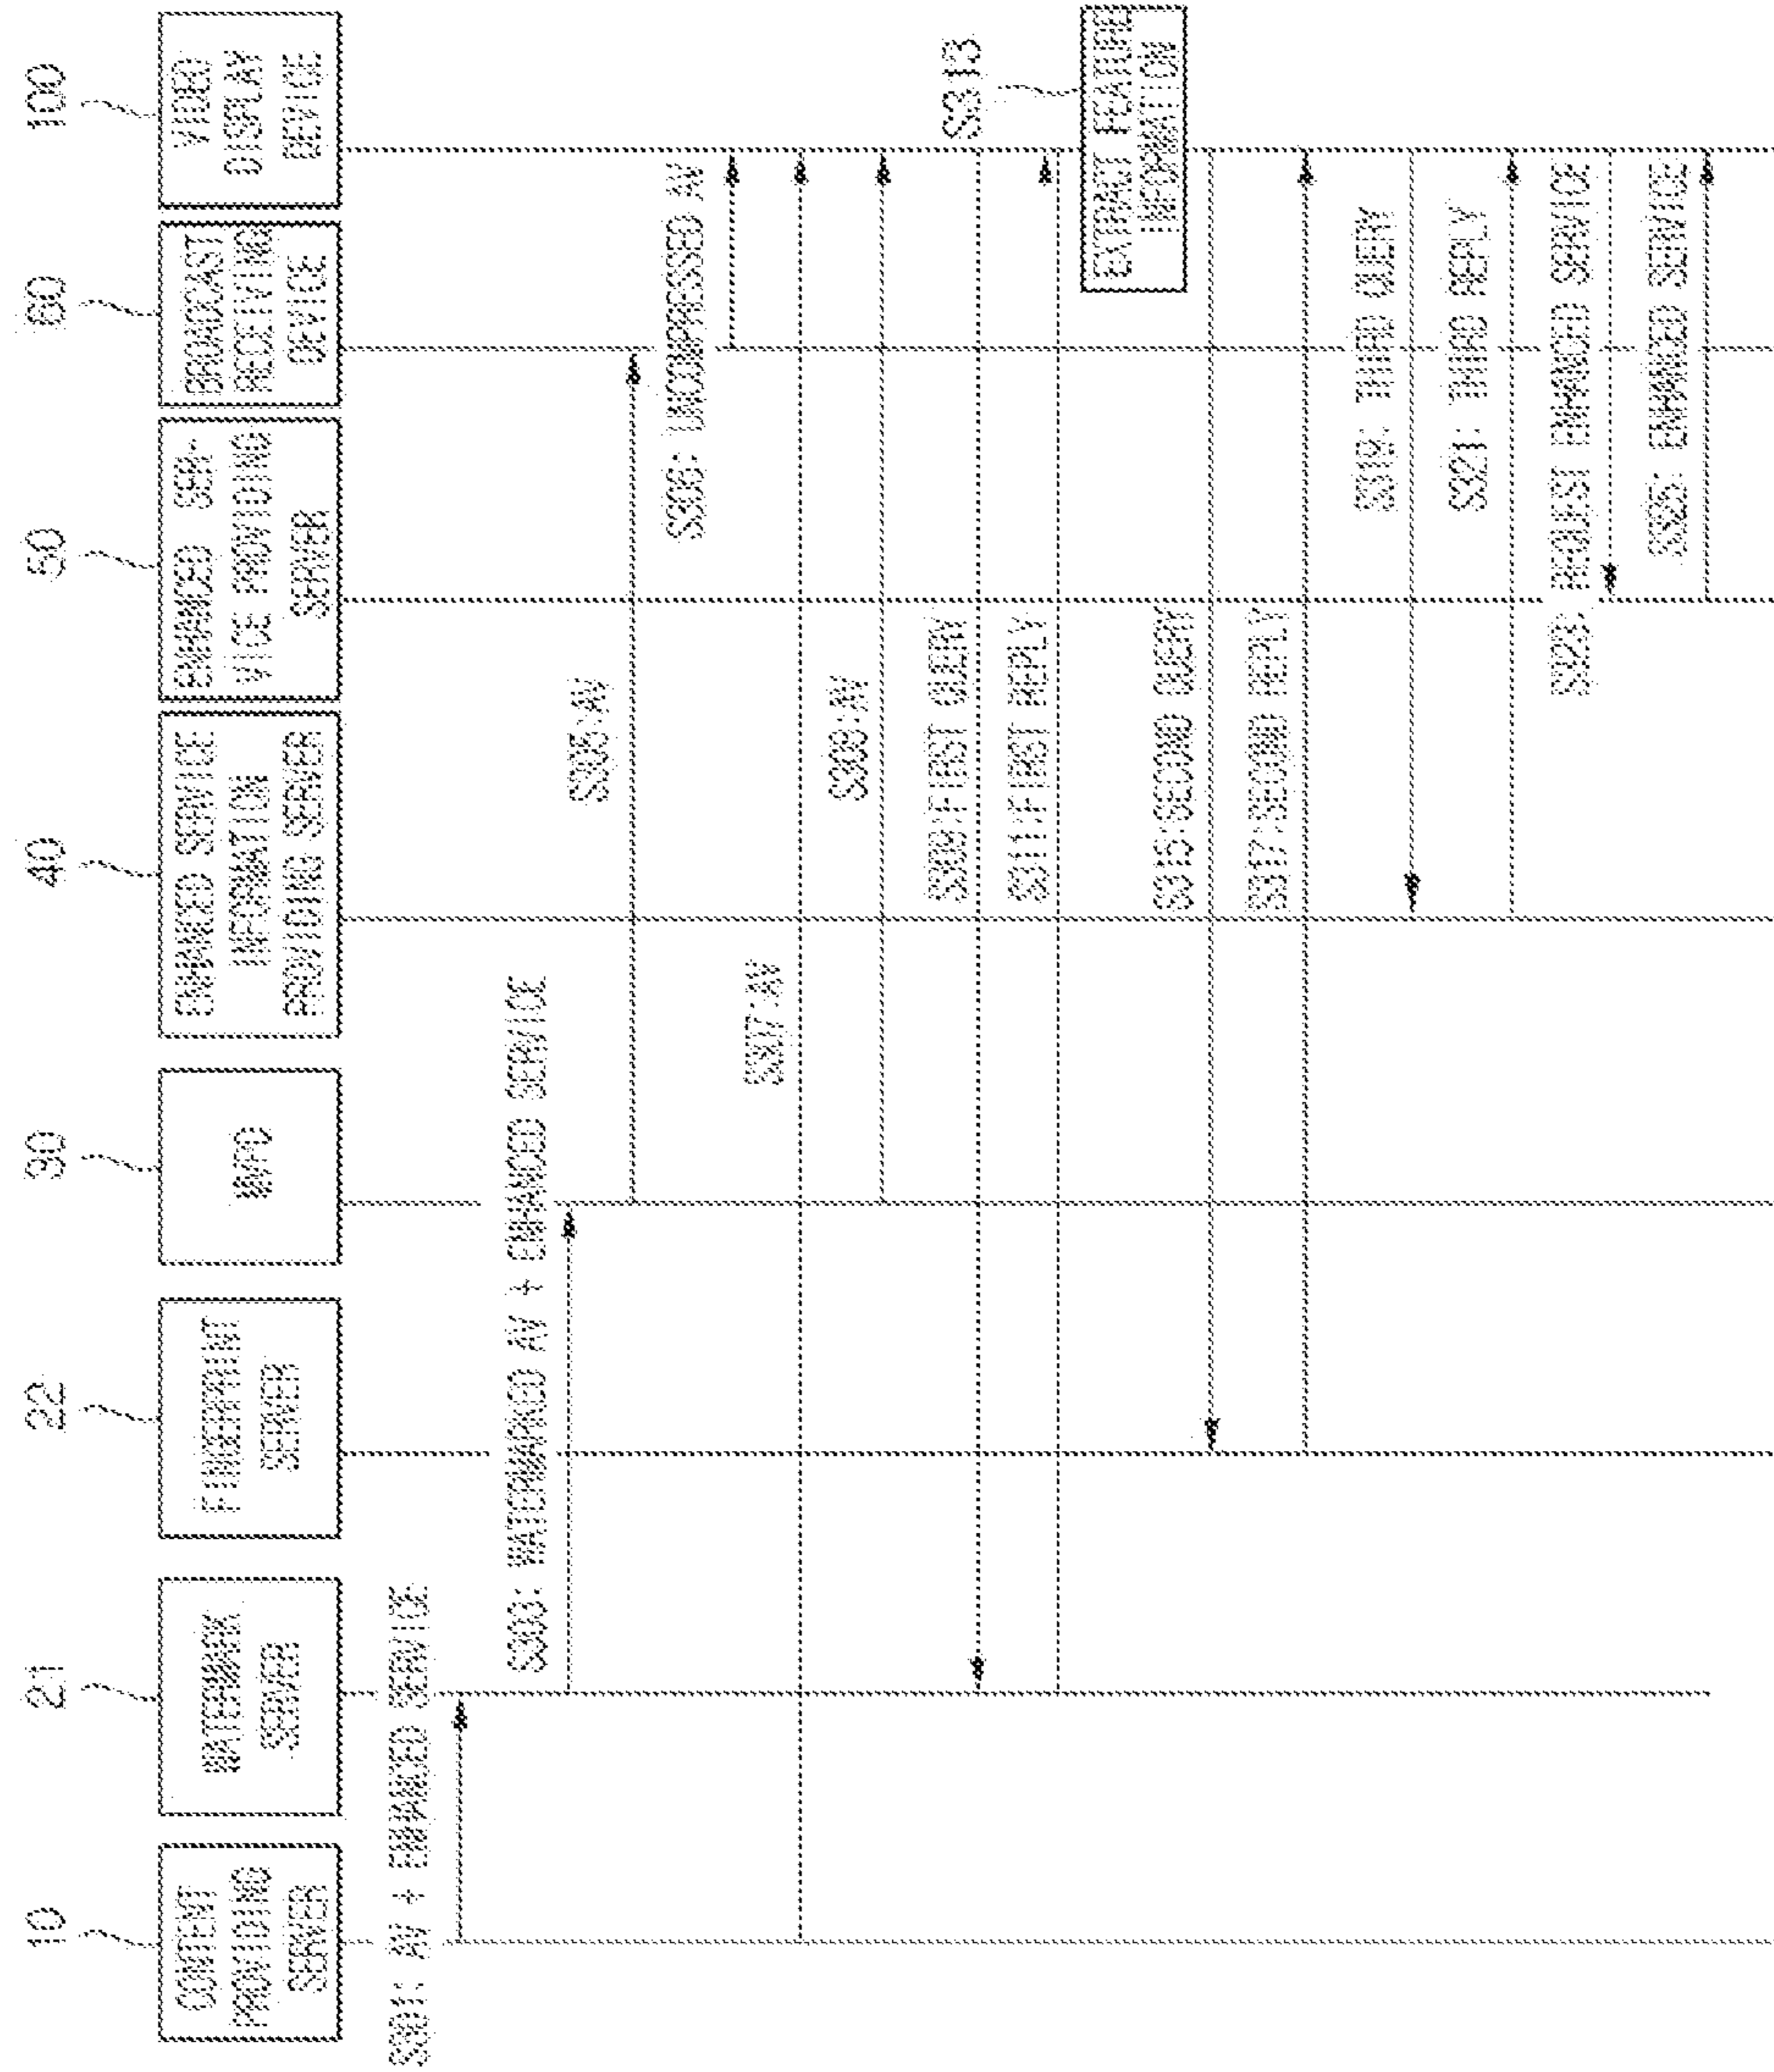 10
CONTENT
PROVIDING
SERVER
21
WATERMARK
SERVER
22
FINGERPRINT
SERVER
30
MVPD
40
ENHANCED SERVICE
INFORMATION
PROVIDING SERVER
50
ENHANCED SER-
VICE PROVIDING
SERVER
60
BROADCAST
RECEIVING
DEVICE
100
VIDEO
DISPLAY
DEVICE
S301: AV + ENHANCED SERVICE
S303: WATERMARKED AV + ENHANCED SERVICE
S305:AV
S306: UNCOMPRESSED AV
S307:AV
S308:AV
S309:FIRST QUERY
S311:FIRST REPLY
S313
EXTRACT FEATURE
INFORMATION
S315:SECOND QUERY
S317:SECOND REPLY
S319: THIRD QUERY
S321: THIRD REPLY
S323: REQUEST ENHANCED SERVICE
S325: ENHANCED SERVICE